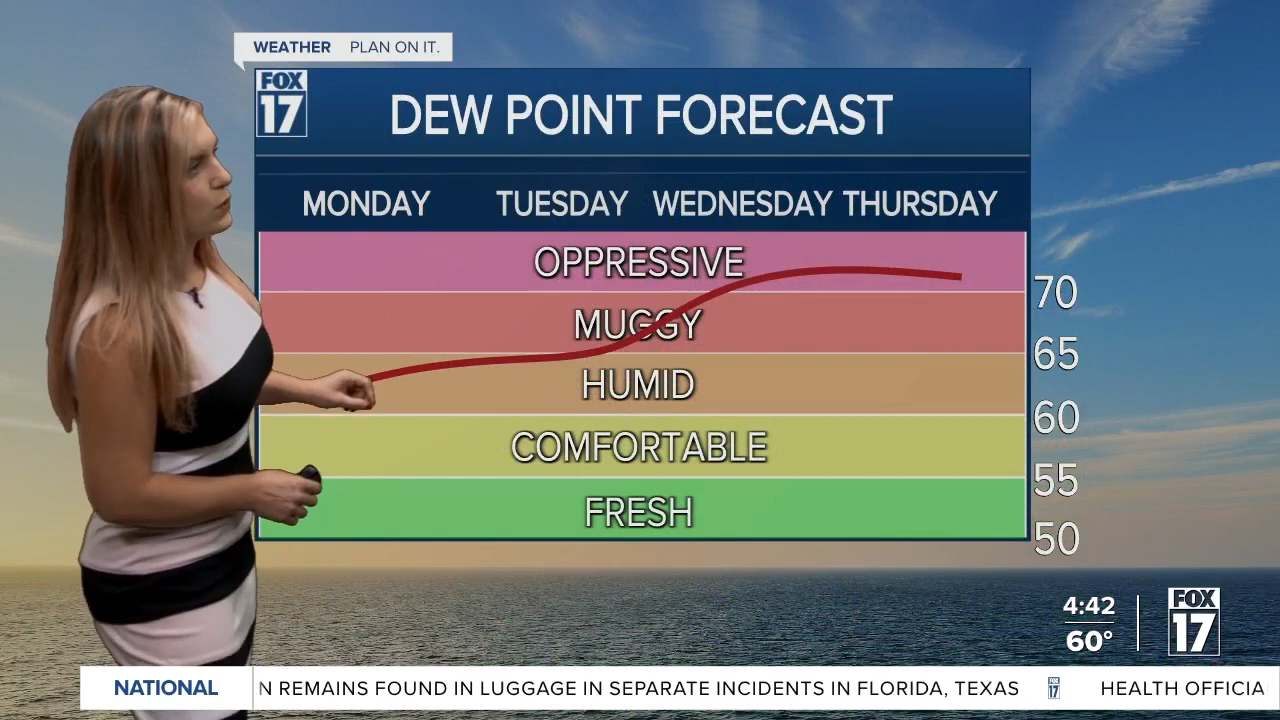 WEATHER PLAN ON IT.
FOX
17
DEW POINT FORECAST
MONDAY TUESDAY WEDNESDAY THURSDAY
OPPRESSIVE
70
MUGGY
65
HUMID
60
COMFORTABLE
55
FRESH
50
4:42
60°
FOX
17
NATIONAL N REMAINS FOUND IN LUGGAGE IN SEPARATE INCIDENTS IN FLORIDA, TEXAS FOX 17 HEALTH OFFICIA